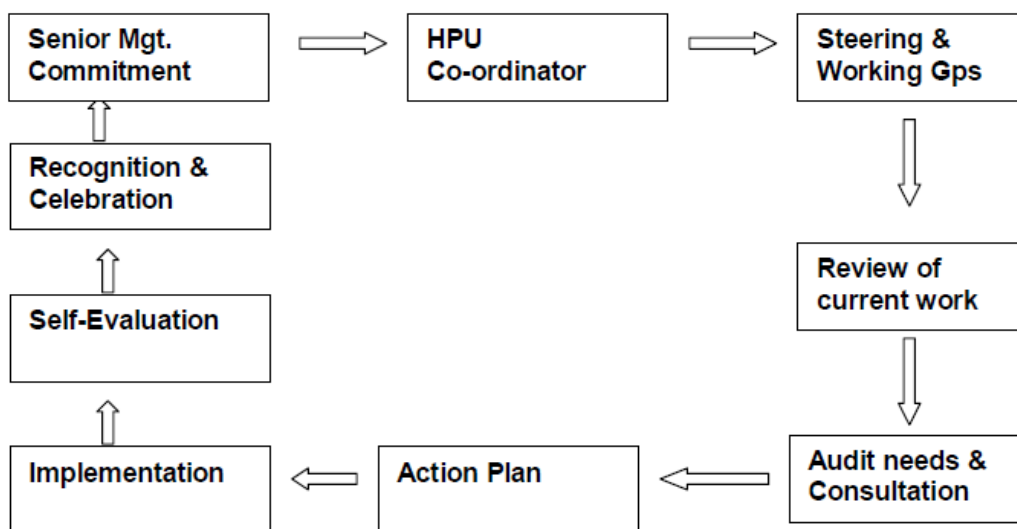 Senior Mgt.
Commitment
HPU
Co-ordinator
Steering &
Working Gps
Recognition &
Celebration
Review of
current work
Self-Evaluation
Implementation
Action Plan
Audit needs &
Consultation